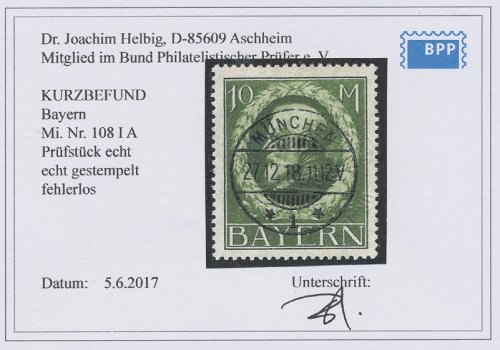 Dr. Joachim Helbig, D-85609 Aschheim
Mitglied im Bund Philatelistischer Prüfer e. V.
BPP
KURZBEFUND
Bayern
Mi. Nr. 108 I A
Prüfstück echt
echt gestempelt
fehlerlos
10 M
MÜNCHEN
27.12.18.11-12V
* 1 *
BAYERN
Datum: 5.6.2017
Unterschrift: